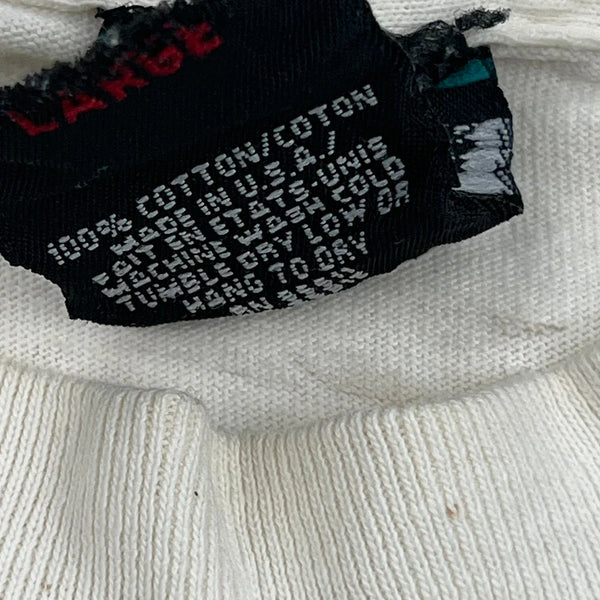 LARGE
100% COTTON/COTON
MADE IN U.S.A./
FAIT EN ETATS-UNIS
MACHINE WASH COLD
TUMBLE DRY LOW OR
HANG TO DRY
RN